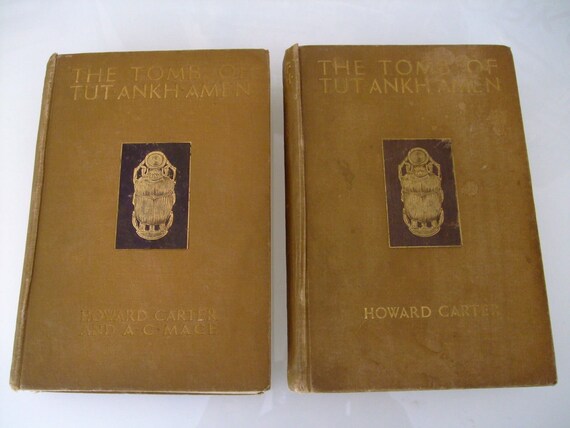 THE TOMB OF
TUT·ANKH·AMEN
HOWARD CARTER
AND A·C·MACE
THE TOMB OF
TUT·ANKH·AMEN
HOWARD CARTER